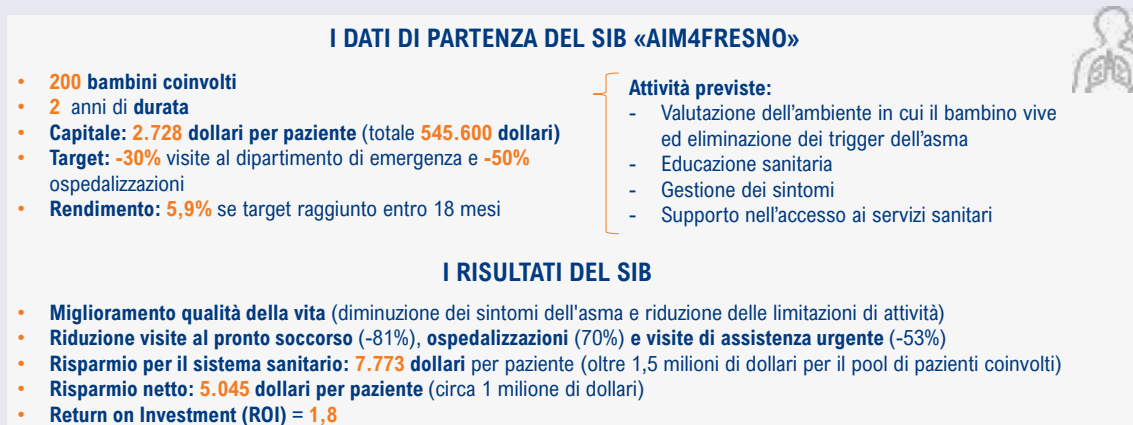 I DATI DI PARTENZA DEL SIB «AIM4FRESNO»
• 200 bambini coinvolti
• 2 anni di durata
• Capitale: 2.728 dollari per paziente (totale 545.600 dollari)
• Target: -30% visite al dipartimento di emergenza e -50%
ospedalizzazioni
• Rendimento: 5,9% se target raggiunto entro 18 mesi
Attività previste:
- Valutazione dell'ambiente in cui il bambino vive
ed eliminazione dei trigger dell'asma
- Educazione sanitaria
- Gestione dei sintomi
- Supporto nell'accesso ai servizi sanitari
I RISULTATI DEL SIB
• Miglioramento qualità della vita (diminuzione dei sintomi dell'asma e riduzione delle limitazioni di attività)
• Riduzione visite al pronto soccorso (-81%), ospedalizzazioni (70%) e visite di assistenza urgente (-53%)
• Risparmio per il sistema sanitario: 7.773 dollari per paziente (oltre 1,5 milioni di dollari per il pool di pazienti coinvolti)
• Risparmio netto: 5.045 dollari per paziente (circa 1 milione di dollari)
• Return on Investment (ROI) = 1,8